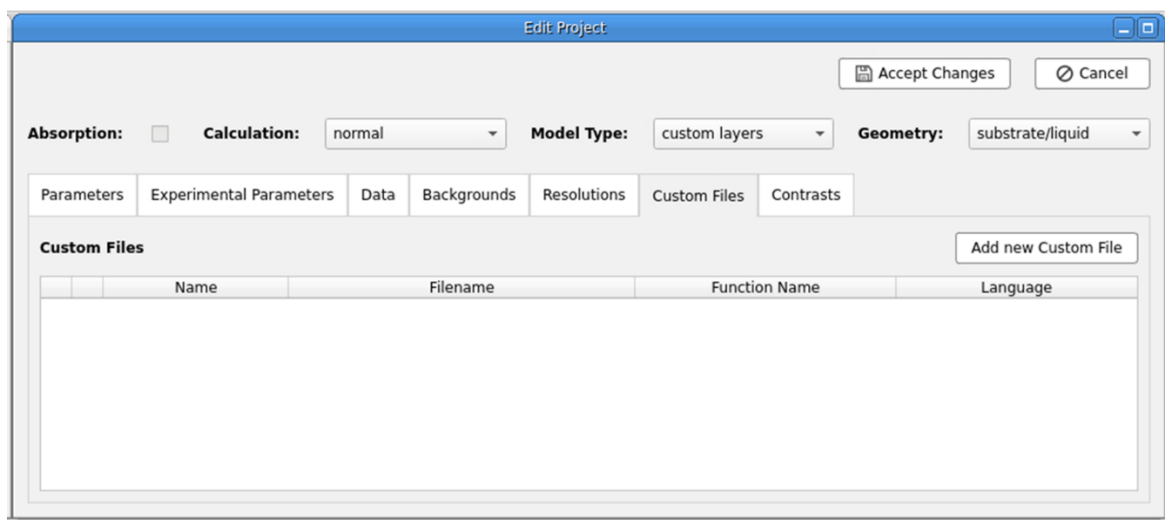 Edit Project
Accept Changes Cancel
Absorption: Calculation: normal Model Type: custom layers Geometry: substrate/liquid
Parameters Experimental Parameters Data Backgrounds Resolutions Custom Files Contrasts
Custom Files Add new Custom File
Name Filename Function Name Language